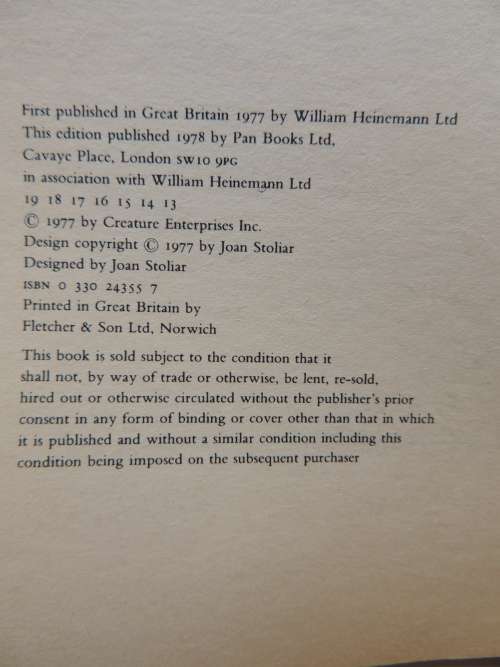 First published in Great Britain 1977 by William Heinemann Ltd
This edition published 1978 by Pan Books Ltd,
Cavaye Place, London SW10 9PG
in association with William Heinemann Ltd
19 18 17 16 15 14 13
© 1977 by Creature Enterprises Inc.
Design copyright © 1977 by Joan Stoliar
Designed by Joan Stoliar
ISBN 0 330 24355 7
Printed in Great Britain by
Fletcher & Son Ltd, Norwich
This book is sold subject to the condition that it
shall not, by way of trade or otherwise, be lent, re-sold,
hired out or otherwise circulated without the publisher's prior
consent in any form of binding or cover other than that in which
it is published and without a similar condition including this
condition being imposed on the subsequent purchaser